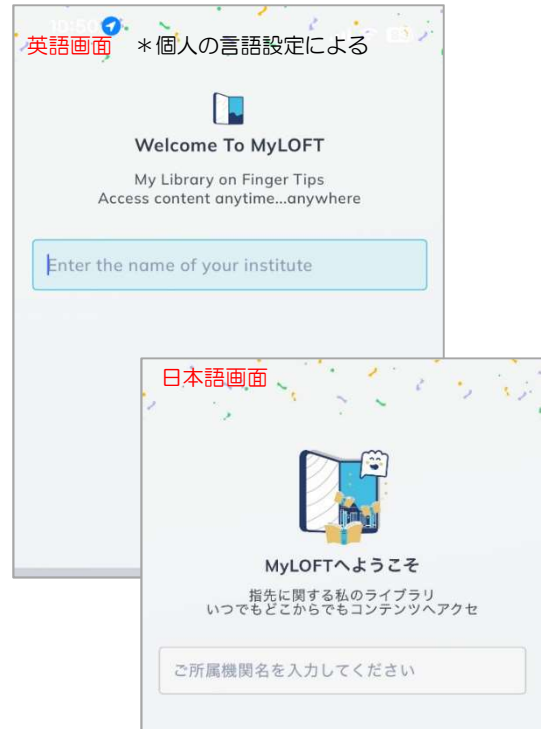 10:50
英語画面　＊個人の言語設定による
Welcome To MyLOFT
My Library on Finger Tips
Access content anytime...anywhere
Enter the name of your institute
日本語画面
MyLOFTへようこそ
指先に関する私のライブラリ
いつでもどこからでもコンテンツへアクセ
ご所属機関名を入力してください